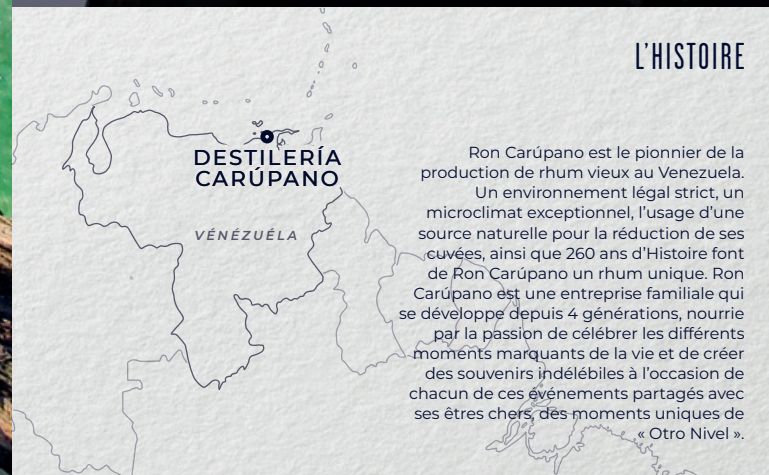 L'HISTOIRE
DESTILERÍA
CARÚPANO
VÉNÉZUÉLA
Ron Carúpano est le pionnier de la
production de rhum vieux au Venezuela.
Un environnement légal strict, un
microclimat exceptionnel, l'usage d'une
source naturelle pour la réduction de ses
cuvées, ainsi que 260 ans d'Histoire font
de Ron Carúpano un rhum unique. Ron
Carúpano est une entreprise familiale qui
se développe depuis 4 générations, nourrie
par la passion de célébrer les différents
moments marquants de la vie et de créer
des souvenirs indélébiles à l'occasion de
chacun de ces événements partagés avec
ses êtres chers, des moments uniques de
« Otro Nivel ».